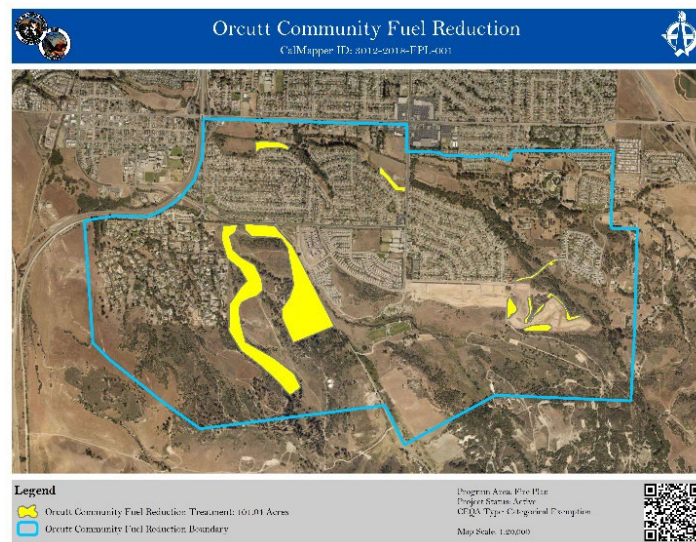 Orcutt Community Fuel Reduction
CalMapper ID: 3012-2018-FPL-001
Legend
Orcutt Community Fuel Reduction Treatment: 101.04 Acres
Orcutt Community Fuel Reduction Boundary
Program Area: Fire Plan
Project Status: Active
CEQA Type: Categorical Exemption
Map Scale: 1:20,000